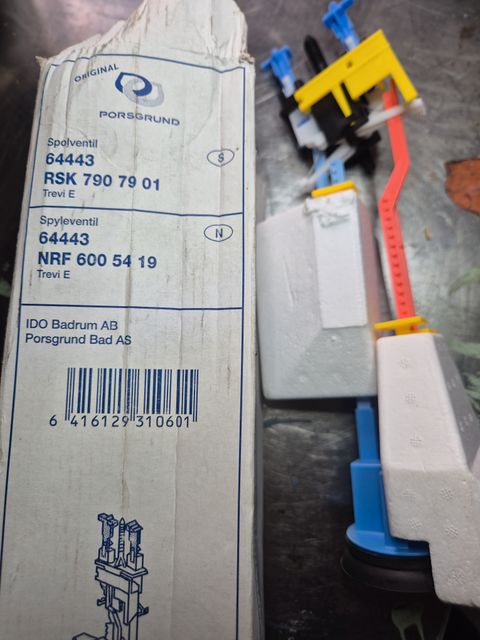 ORIGINAL
PORSGRUND
Spolventil
64443
RSK 790 79 01
Trevi E
S
Spyleventil
64443
NRF 600 54 19
Trevi E
N
IDO Badrum AB
Porsgrund Bad AS
6 416129 310601